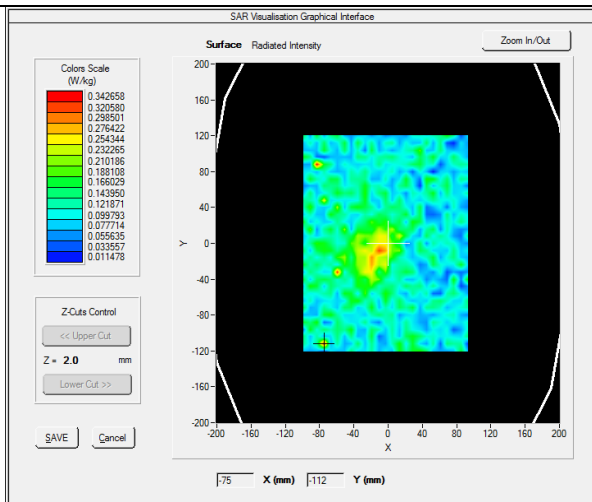 SAR Visualisation Graphical Interface
Surface Radiated Intensity
Zoom In/Out
Colors Scale
(W/kg)
0.342658
0.320580
0.298501
0.276422
0.254344
0.232265
0.210186
0.188108
0.166029
0.143950
0.121871
0.099793
0.077714
0.055635
0.033557
0.011478
Z-Cuts Control
<< Upper Cut
Z = 2.0 mm
Lower Cut >>
SAVE Cancel
200
160
120
80
40
0
-40
-80
-120
-160
-200
Y
-200 -160 -120 -80 -40 0 40 80 120 160 200
X
-75 X (mm) -112 Y (mm)